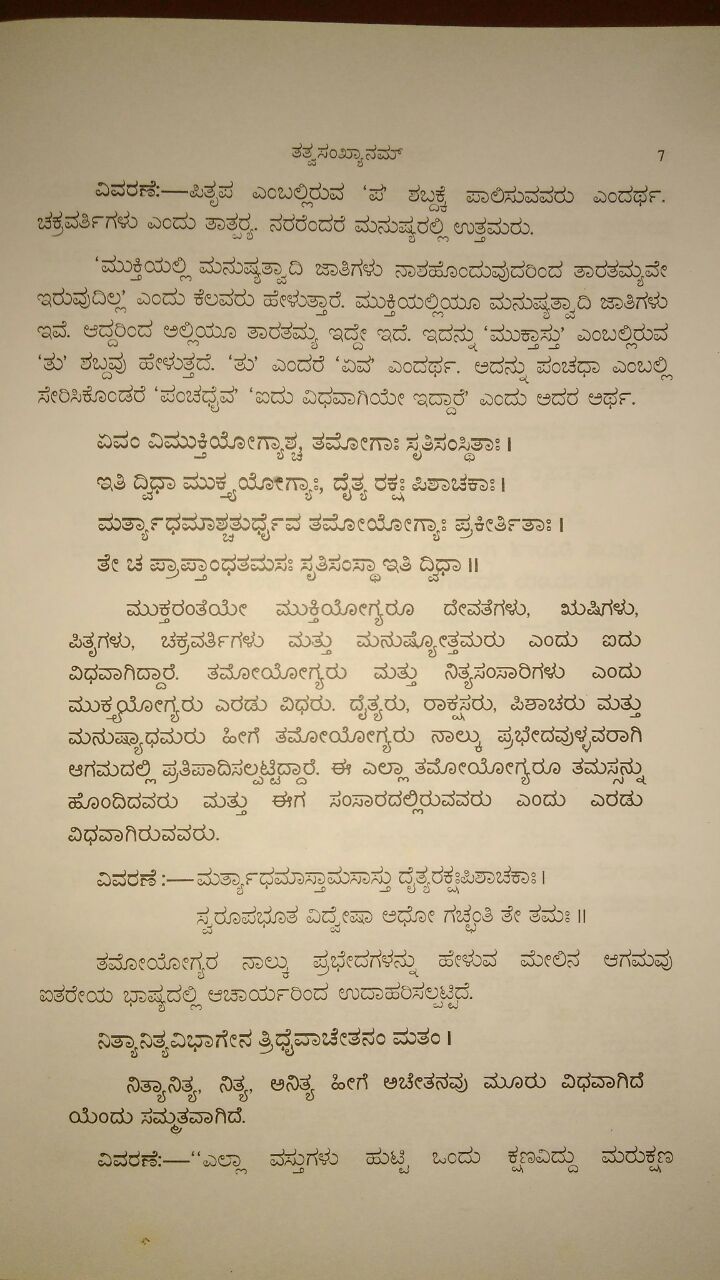 ತತ್ವಸಂಖ್ಯಾನಮ್ 7
ವಿವರಣೆ:—ಪಿತೃಪ ಎಂಬಲ್ಲಿರುವ ‘ಪ’ ಶಬ್ದಕ್ಕೆ ಪಾಲಿಸುವವರು ಎಂದರ್ಥ.
ಚಕ್ರವರ್ತಿಗಳು ಎಂದು ತಾತ್ಪರ‍್ಯ. ನರರೆಂದರೆ ಮನುಷ್ಯರಲ್ಲಿ ಉತ್ತಮರು.
‘ಮುಕ್ತಿಯಲ್ಲಿ ಮನುಷ್ಯತ್ವಾದಿ ಜಾತಿಗಳು ನಾಶಹೊಂದುವುದರಿಂದ ತಾರತಮ್ಯವೇ
ಇರುವುದಿಲ್ಲ’ ಎಂದು ಕೆಲವರು ಹೇಳುತ್ತಾರೆ. ಮುಕ್ತಿಯಲ್ಲಿಯೂ ಮನುಷ್ಯತ್ವಾದಿ ಜಾತಿಗಳು
ಇವೆ. ಆದ್ದರಿಂದ ಅಲ್ಲಿಯೂ ತಾರತಮ್ಯ ಇದ್ದೇ ಇದೆ. ಇದನ್ನು ‘ಮುಕ್ತಾಸ್ತು’ ಎಂಬಲ್ಲಿರುವ
‘ತು’ ಶಬ್ದವು ಹೇಳುತ್ತದೆ. ‘ತು’ ಎಂದರೆ ‘ಏವ’ ಎಂದರ್ಥ. ಅದನ್ನು ಪಂಚಧಾ ಎಂಬಲ್ಲಿ
ಸೇರಿಸಿಕೊಂಡರೆ ‘ಪಂಚಧೈವ’ ‘ಐದು ವಿಧವಾಗಿಯೇ ಇದ್ದಾರೆ’ ಎಂದು ಅದರ ಅರ್ಥ.
ಏವಂ ವಿಮುಕ್ತಿಯೋಗ್ಯಾಶ್ಚ ತಮೋಗಾಃ ಸೃತಿಸಂಸ್ಥಿತಾಃ ।
ಇತಿ ದ್ವಿಧಾ ಮುಕ್ತ್ಯಯೋಗ್ಯಾಃ, ದೈತ್ಯ ರಕ್ಷಃ ಪಿಶಾಚಕಾಃ ।
ಮರ್ತ್ಯಾಧಮಾಶ್ಚತುರ್ಧೈವ ತಮೋಯೋಗ್ಯಾಃ ಪ್ರಕೀರ್ತಿತಾಃ ।
ತೇ ಚ ಪ್ರಾಪ್ತಾಂಧತಮಸಃ ಸೃತಿಸಂಸ್ಥಾ ಇತಿ ದ್ವಿಧಾ ॥
ಮುಕ್ತರಂತೆಯೇ ಮುಕ್ತಿಯೋಗ್ಯರೂ ದೇವತೆಗಳು, ಋಷಿಗಳು,
ಪಿತೃಗಳು, ಚಕ್ರವರ್ತಿಗಳು ಮತ್ತು ಮನುಷ್ಯೋತ್ತಮರು ಎಂದು ಐದು
ವಿಧವಾಗಿದ್ದಾರೆ. ತಮೋಯೋಗ್ಯರು ಮತ್ತು ನಿತ್ಯಸಂಸಾರಿಗಳು ಎಂದು
ಮುಕ್ತ್ಯಯೋಗ್ಯರು ಎರಡು ವಿಧರು. ದೈತ್ಯರು, ರಾಕ್ಷಸರು, ಪಿಶಾಚರು ಮತ್ತು
ಮನುಷ್ಯಾಧಮರು ಹೀಗೆ ತಮೋಯೋಗ್ಯರು ನಾಲ್ಕು ಪ್ರಭೇದವುಳ್ಳವರಾಗಿ
ಆಗಮದಲ್ಲಿ ಪ್ರತಿಪಾದಿಸಲ್ಪಟ್ಟಿದ್ದಾರೆ. ಈ ಎಲ್ಲಾ ತಮೋಯೋಗ್ಯರೂ ತಮಸ್ಸನ್ನು
ಹೊಂದಿದವರು ಮತ್ತು ಈಗ ಸಂಸಾರದಲ್ಲಿರುವವರು ಎಂದು ಎರಡು
ವಿಧವಾಗಿರುವವರು.
ವಿವರಣೆ :—ಮರ್ತ್ಯಾಧಮಾಸ್ತಾಮಸಾಸ್ತು ದೈತ್ಯರಕ್ಷಃಪಿಶಾಚಕಾಃ ।
ಸ್ವರೂಪಭೂತ ವಿದ್ವೇಷಾ ಅಧೋ ಗಚ್ಛಂತಿ ತೇ ತಮಃ ॥
ತಮೋಯೋಗ್ಯರ ನಾಲ್ಕು ಪ್ರಭೇದಗಳನ್ನು ಹೇಳುವ ಮೇಲಿನ ಆಗಮವು
ಐತರೇಯ ಭಾಷ್ಯದಲ್ಲಿ ಆಚಾರ್ಯರಿಂದ ಉದಾಹರಿಸಲ್ಪಟ್ಟಿದೆ.
ನಿತ್ಯಾನಿತ್ಯವಿಭಾಗೇನ ತ್ರಿಧೈವಾಚೇತನಂ ಮತಂ ।
ನಿತ್ಯಾನಿತ್ಯ, ನಿತ್ಯ, ಅನಿತ್ಯ ಹೀಗೆ ಅಚೇತನವು ಮೂರು ವಿಧವಾಗಿದೆ
ಯೆಂದು ಸಮ್ಮತವಾಗಿದೆ.
ವಿವರಣೆ:—‘‘ಎಲ್ಲಾ ವಸ್ತುಗಳು ಹುಟ್ಟಿ ಒಂದು ಕ್ಷಣವಿದ್ದು ಮರುಕ್ಷಣ